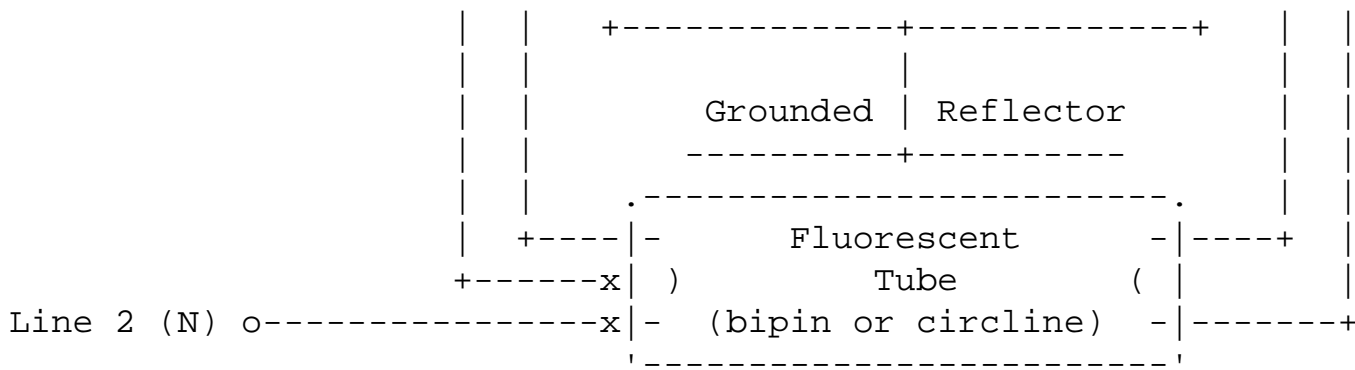 Grounded | Reflector
Fluorescent
Tube
Line 2 (N) o----------------x|- (bipin or circline) -|-------+